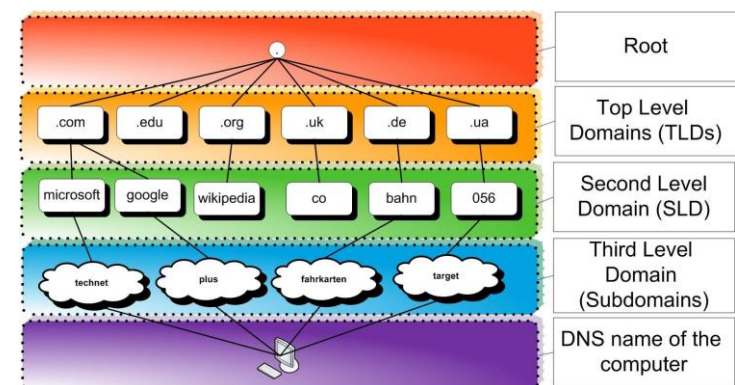 .
Root
.com .edu .org .uk .de .ua
Top Level
Domains (TLDs)
microsoft google wikipedia co bahn 056
Second Level
Domain (SLD)
technet plus fahrkarten target
Third Level
Domain
(Subdomains)
DNS name of the
computer